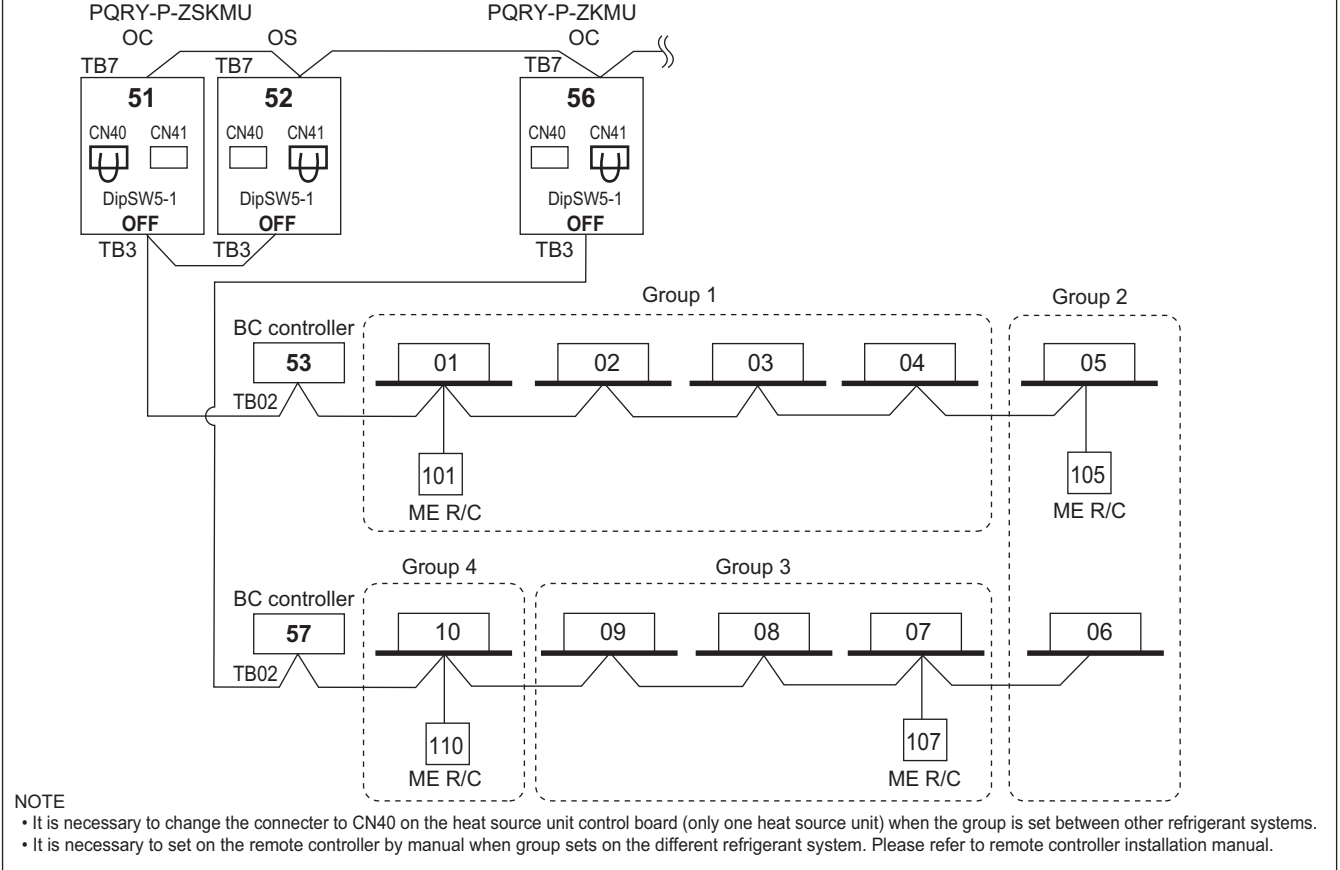 PQRY-P-ZSKMU PQRY-P-ZKMU
OC OS OC
TB7 TB7 TB7
51 52 56
CN40 CN41 CN40 CN41 CN40 CN41
DipSW5-1 DipSW5-1 DipSW5-1
OFF OFF OFF
TB3 TB3 TB3
Group 1 Group 2
BC controller
53 01 02 03 04 05
TB02
101 105
ME R/C ME R/C
Group 4 Group 3
BC controller
57 10 09 08 07 06
TB02
110 107
ME R/C ME R/C
NOTE
• It is necessary to change the connecter to CN40 on the heat source unit control board (only one heat source unit) when the group is set between other refrigerant systems.
• It is necessary to set on the remote controller by manual when group sets on the different refrigerant system. Please refer to remote controller installation manual.